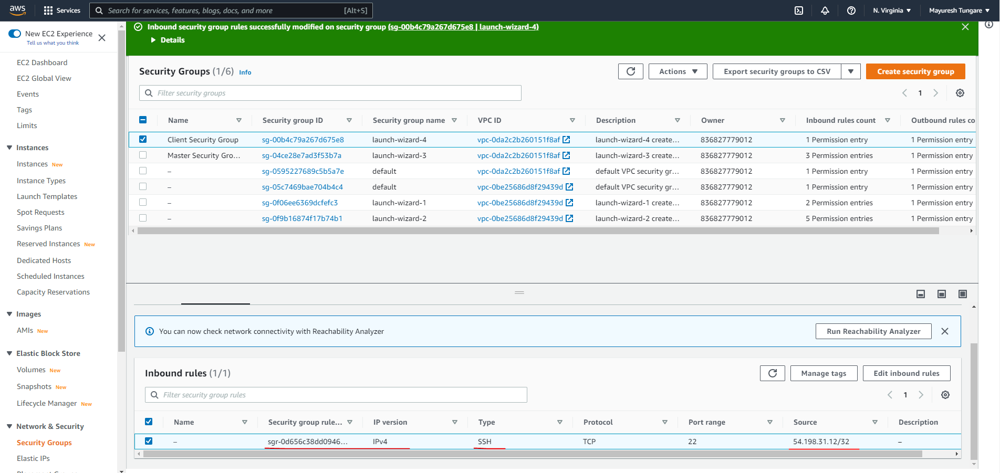 aws Services Search for services, features, blogs, docs, and more [Alt+S] N. Virginia Mayuresh Tungare
New EC2 Experience
Tell us what you think
EC2 Dashboard
EC2 Global View
Events
Tags
Limits
Instances
Instances New
Instance Types
Launch Templates
Spot Requests
Savings Plans
Reserved Instances New
Dedicated Hosts
Scheduled Instances
Capacity Reservations
Images
AMIs New
Elastic Block Store
Volumes New
Snapshots New
Lifecycle Manager New
Network & Security
Security Groups
Elastic IPs
Inbound security group rules successfully modified on security group (sg-00b4c79a267d675e8 | launch-wizard-4)
Details
Security Groups (1/6) Info Actions Export security groups to CSV Create security group
Filter security groups 1
Name Security group ID Security group name VPC ID Description Owner Inbound rules count Outbound rules co
Client Security Group sg-00b4c79a267d675e8 launch-wizard-4 vpc-0da2c2b260151f8af launch-wizard-4 create... 836827779012 1 Permission entry 1 Permission entry
Master Security Gro... sg-04ce28e7ad3f53b7a launch-wizard-3 vpc-0da2c2b260151f8af launch-wizard-3 create... 836827779012 3 Permission entries 1 Permission entry
– sg-0595227689c5b5a7e default vpc-0da2c2b260151f8af default VPC security gr... 836827779012 1 Permission entry 1 Permission entry
– sg-05c7469bae704b4c4 default vpc-0be25686d8f29439d default VPC security gr... 836827779012 1 Permission entry 1 Permission entry
– sg-0f06ee6369dcfefc3 launch-wizard-1 vpc-0be25686d8f29439d launch-wizard-1 create... 836827779012 2 Permission entries 1 Permission entry
– sg-0f9b16874f17b74b1 launch-wizard-2 vpc-0be25686d8f29439d launch-wizard-2 create... 836827779012 5 Permission entries 1 Permission entry
You can now check network connectivity with Reachability Analyzer Run Reachability Analyzer
Inbound rules (1/1) Manage tags Edit inbound rules
Filter security group rules 1
Name Security group rule... IP version Type Protocol Port range Source Description
– sgr-0d656c38dd0946... IPv4 SSH TCP 22 54.198.31.12/32 –